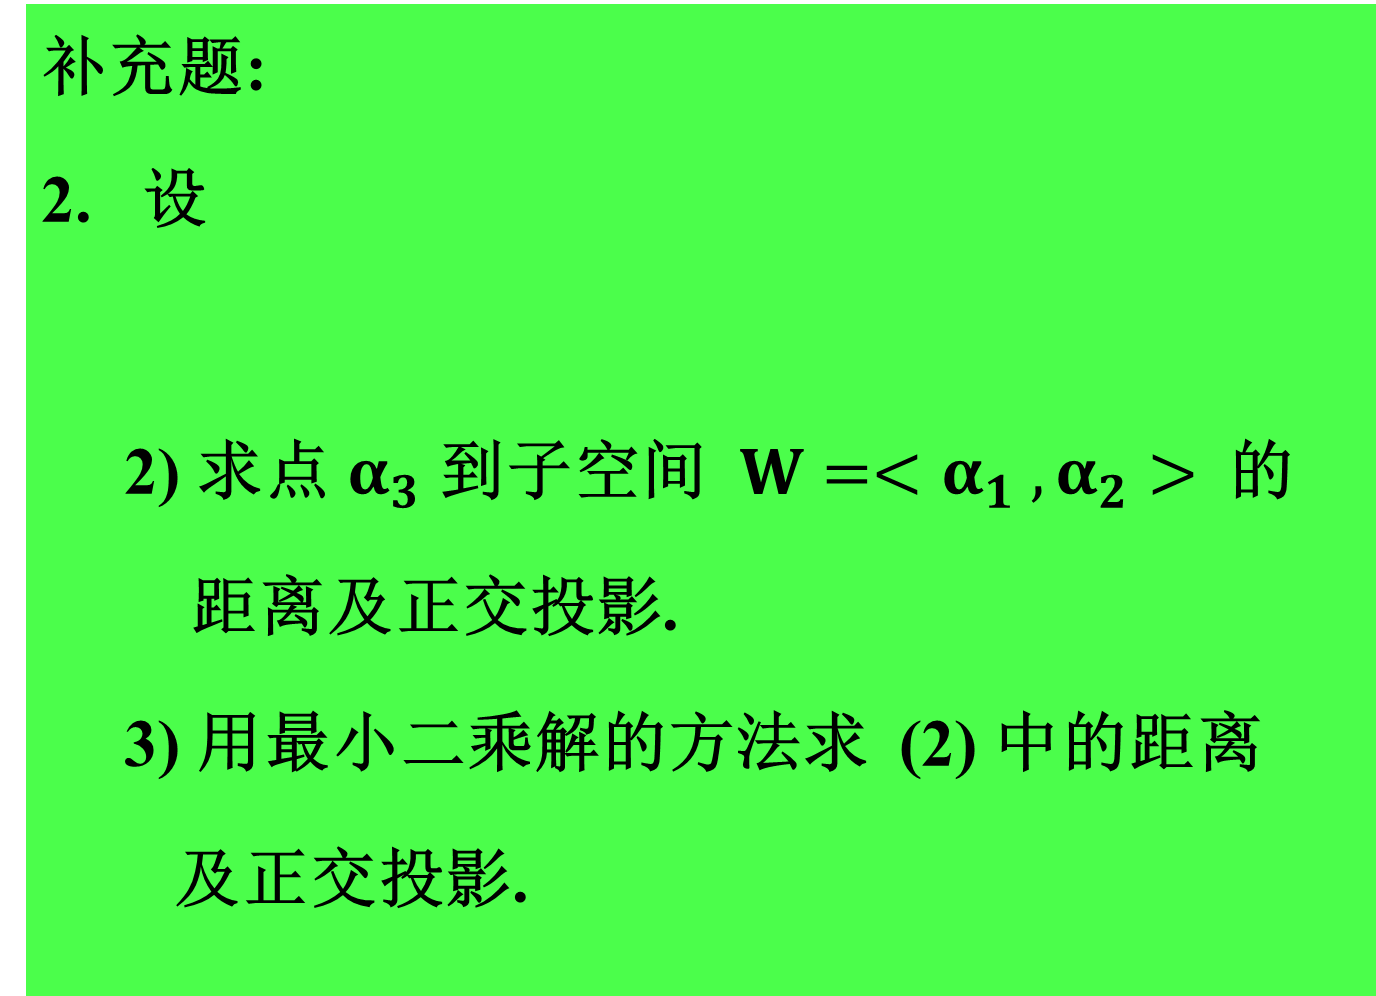 补充题:
2. 设
2) 求点 α₃ 到子空间 W =< α₁ ,α₂ > 的
距离及正交投影.
3) 用最小二乘解的方法求 (2) 中的距离
及正交投影.